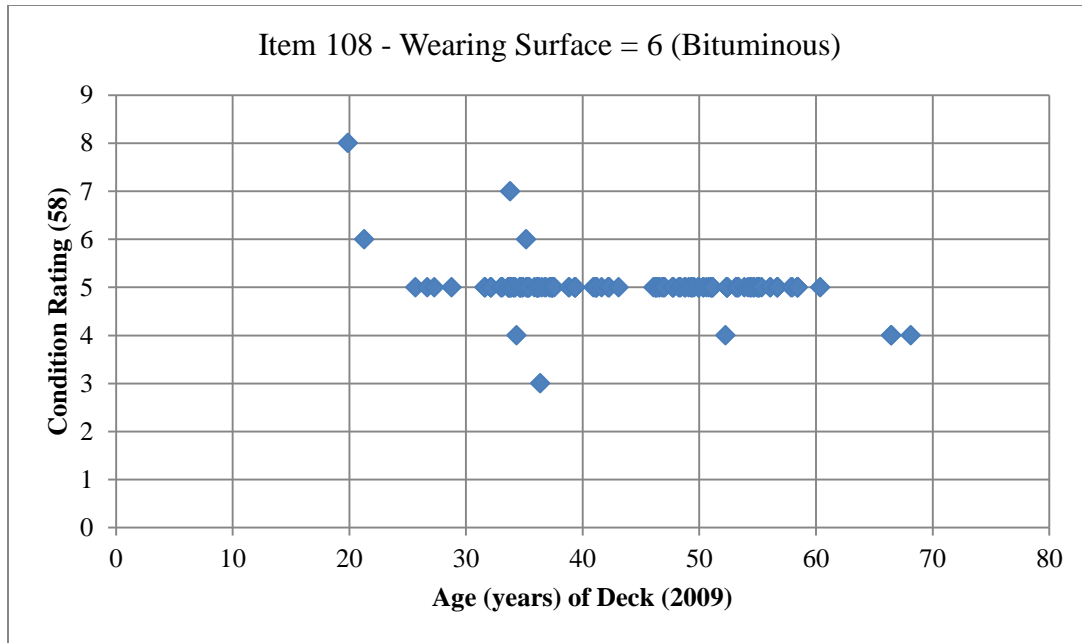 Item 108 - Wearing Surface = 6 (Bituminous)
9
8
7
6
5
4
3
2
1
0
Condition Rating (58)
0 10 20 30 40 50 60 70 80
Age (years) of Deck (2009)